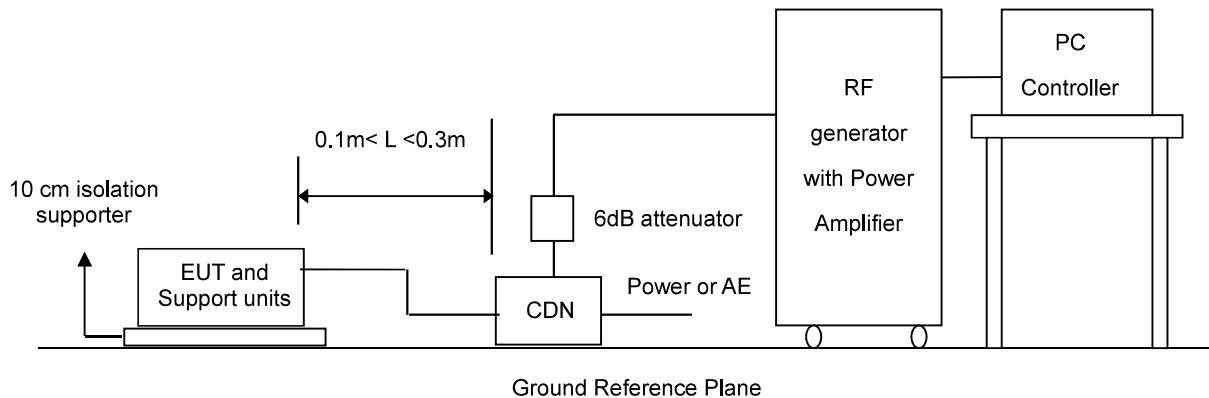 PC
Controller
RF
generator
with Power
Amplifier
0.1m< L <0.3m
10 cm isolation
supporter
6dB attenuator
EUT and
Support units
CDN
Power or AE
Ground Reference Plane